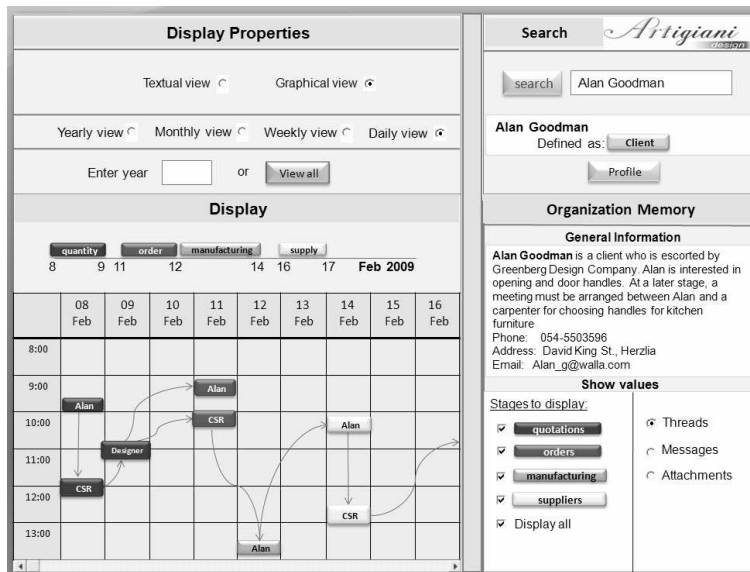 Display Properties
Textual view
Graphical view
Yearly view
Monthly view
Weekly view
Daily view
Enter year
or
View all
Display
quantity
order
manufacturing
supply
8 9 11 12 14 16 17 Feb 2009
08 09 10 11 12 13 14 15 16
Feb Feb Feb Feb Feb Feb Feb Feb Feb
8:00
9:00
Alan
Alan
10:00
CSR
Alan
11:00
Designer
12:00
CSR
CSR
13:00
Alan
Search
Artigiani
design
search
Alan Goodman
Alan Goodman
Defined as: Client
Profile
Organization Memory
General Information
Alan Goodman is a client who is escorted by
Greenberg Design Company. Alan is interested in
opening and door handles. At a later stage, a
meeting must be arranged between Alan and a
carpenter for choosing handles for kitchen
furniture
Phone: 054-5503596
Address: David King St., Herzlia
Email: Alan_g@walla.com
Show values
Stages to display:
quotations
orders
manufacturing
suppliers
Display all
Threads
Messages
Attachments